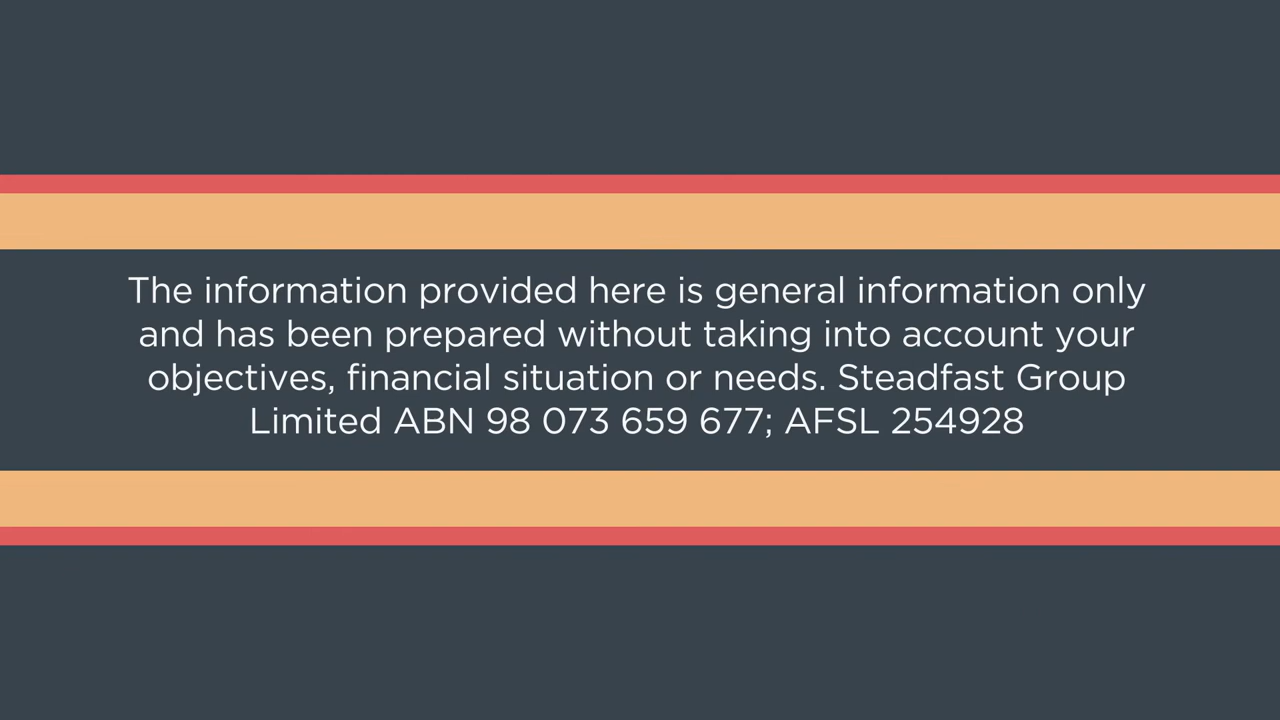 The information provided here is general information only
and has been prepared without taking into account your
objectives, financial situation or needs. Steadfast Group
Limited ABN 98 073 659 677; AFSL 254928